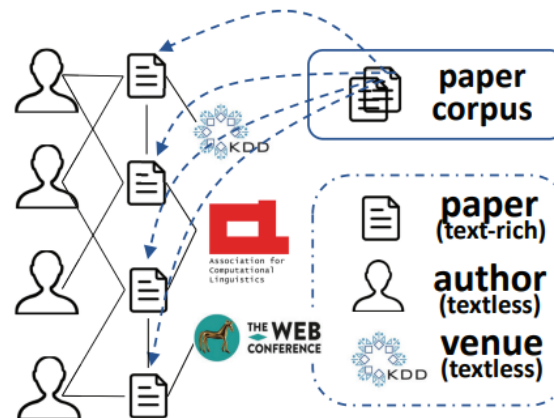 paper
corpus
KDD
Association for
Computational
Linguistics
THE WEB
CONFERENCE
paper
(text-rich)
author
(textless)
venue
(textless)
KDD